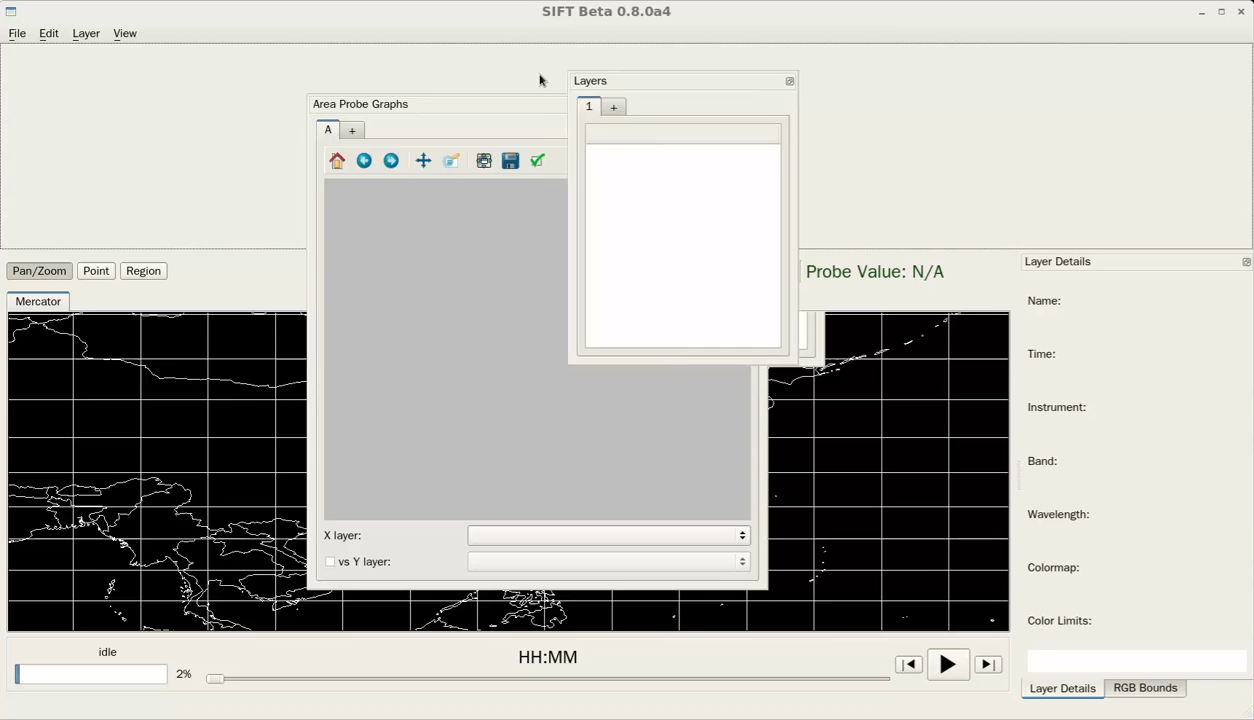 SIFT Beta 0.8.0a4
File Edit Layer View
Layers
1 +
Area Probe Graphs
A +
Pan/Zoom Point Region
Probe Value: N/A
Mercator
Layer Details
Name:
Time:
Instrument:
Band:
Wavelength:
Colormap:
Color Limits:
X layer:
vs Y layer:
idle
2%
HH:MM
Layer Details RGB Bounds